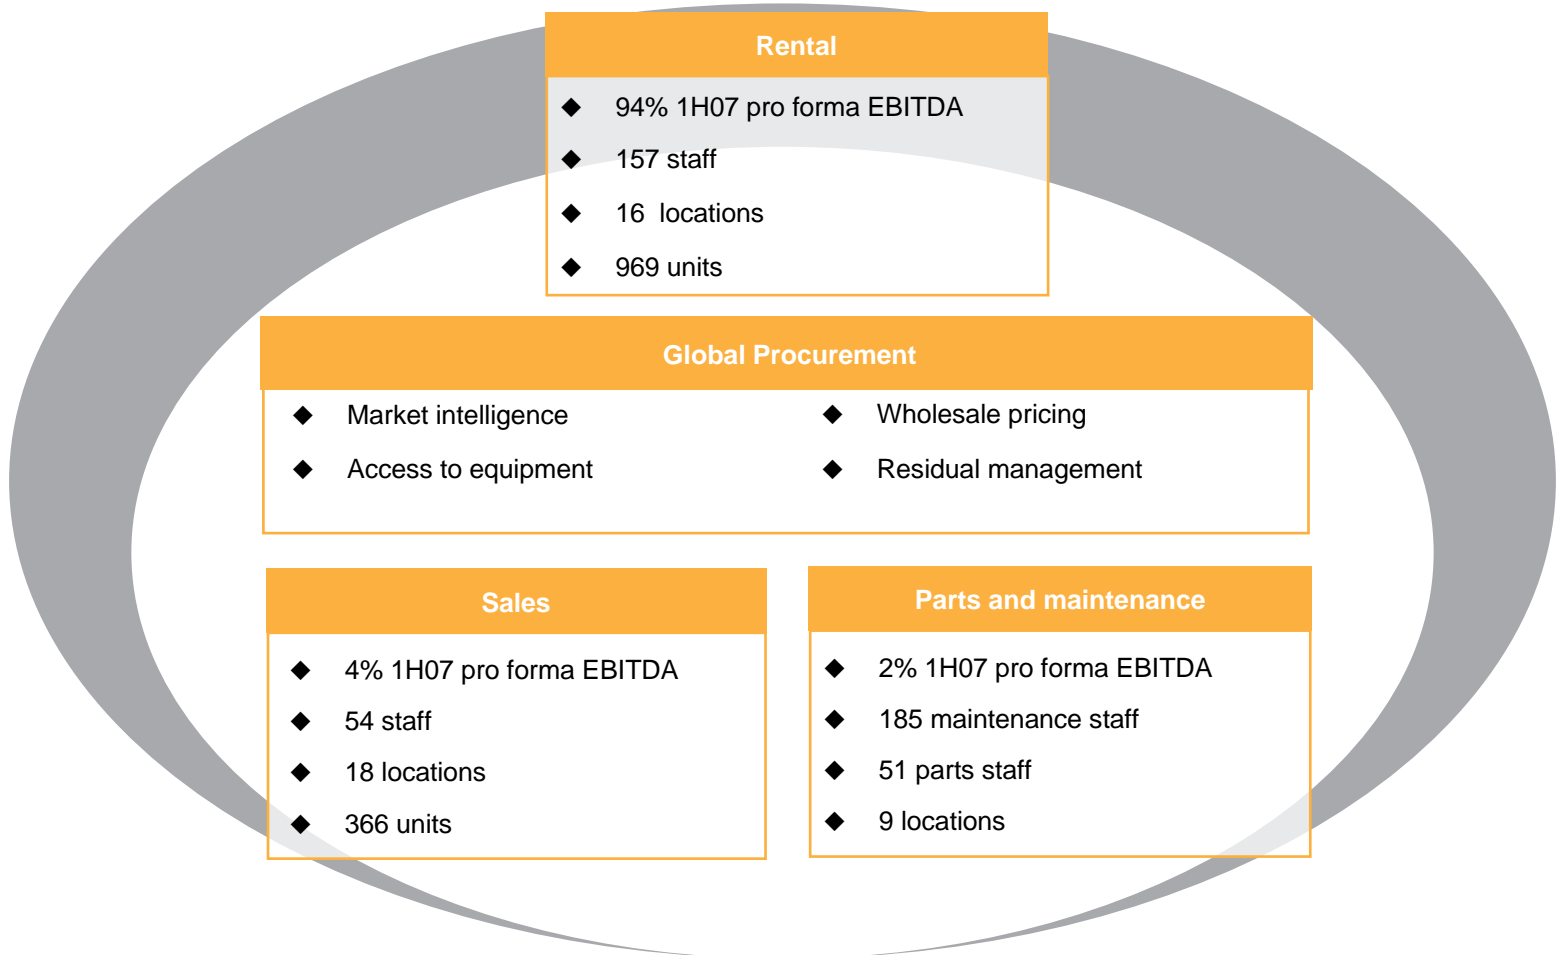 Rental
◆ 94% 1H07 pro forma EBITDA
◆ 157 staff
◆ 16 locations
◆ 969 units
Global Procurement
◆ Market intelligence
◆ Access to equipment
◆ Wholesale pricing
◆ Residual management
Sales
◆ 4% 1H07 pro forma EBITDA
◆ 54 staff
◆ 18 locations
◆ 366 units
Parts and maintenance
◆ 2% 1H07 pro forma EBITDA
◆ 185 maintenance staff
◆ 51 parts staff
◆ 9 locations